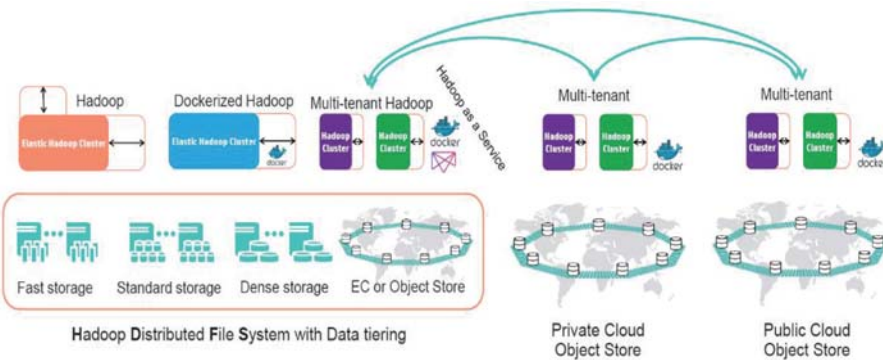 Hadoop
Elastic Hadoop Cluster
Dockerized Hadoop
Elastic Hadoop Cluster
docker
Multi-tenant Hadoop
Hadoop
Cluster
Hadoop
Cluster
docker
Hadoop as a Service
Multi-tenant
Hadoop
Cluster
Hadoop
Cluster
docker
Multi-tenant
Hadoop
Cluster
Hadoop
Cluster
docker
Fast storage
Standard storage
Dense storage
EC or Object Store
Hadoop Distributed File System with Data tiering
Private Cloud
Object Store
Public Cloud
Object Store